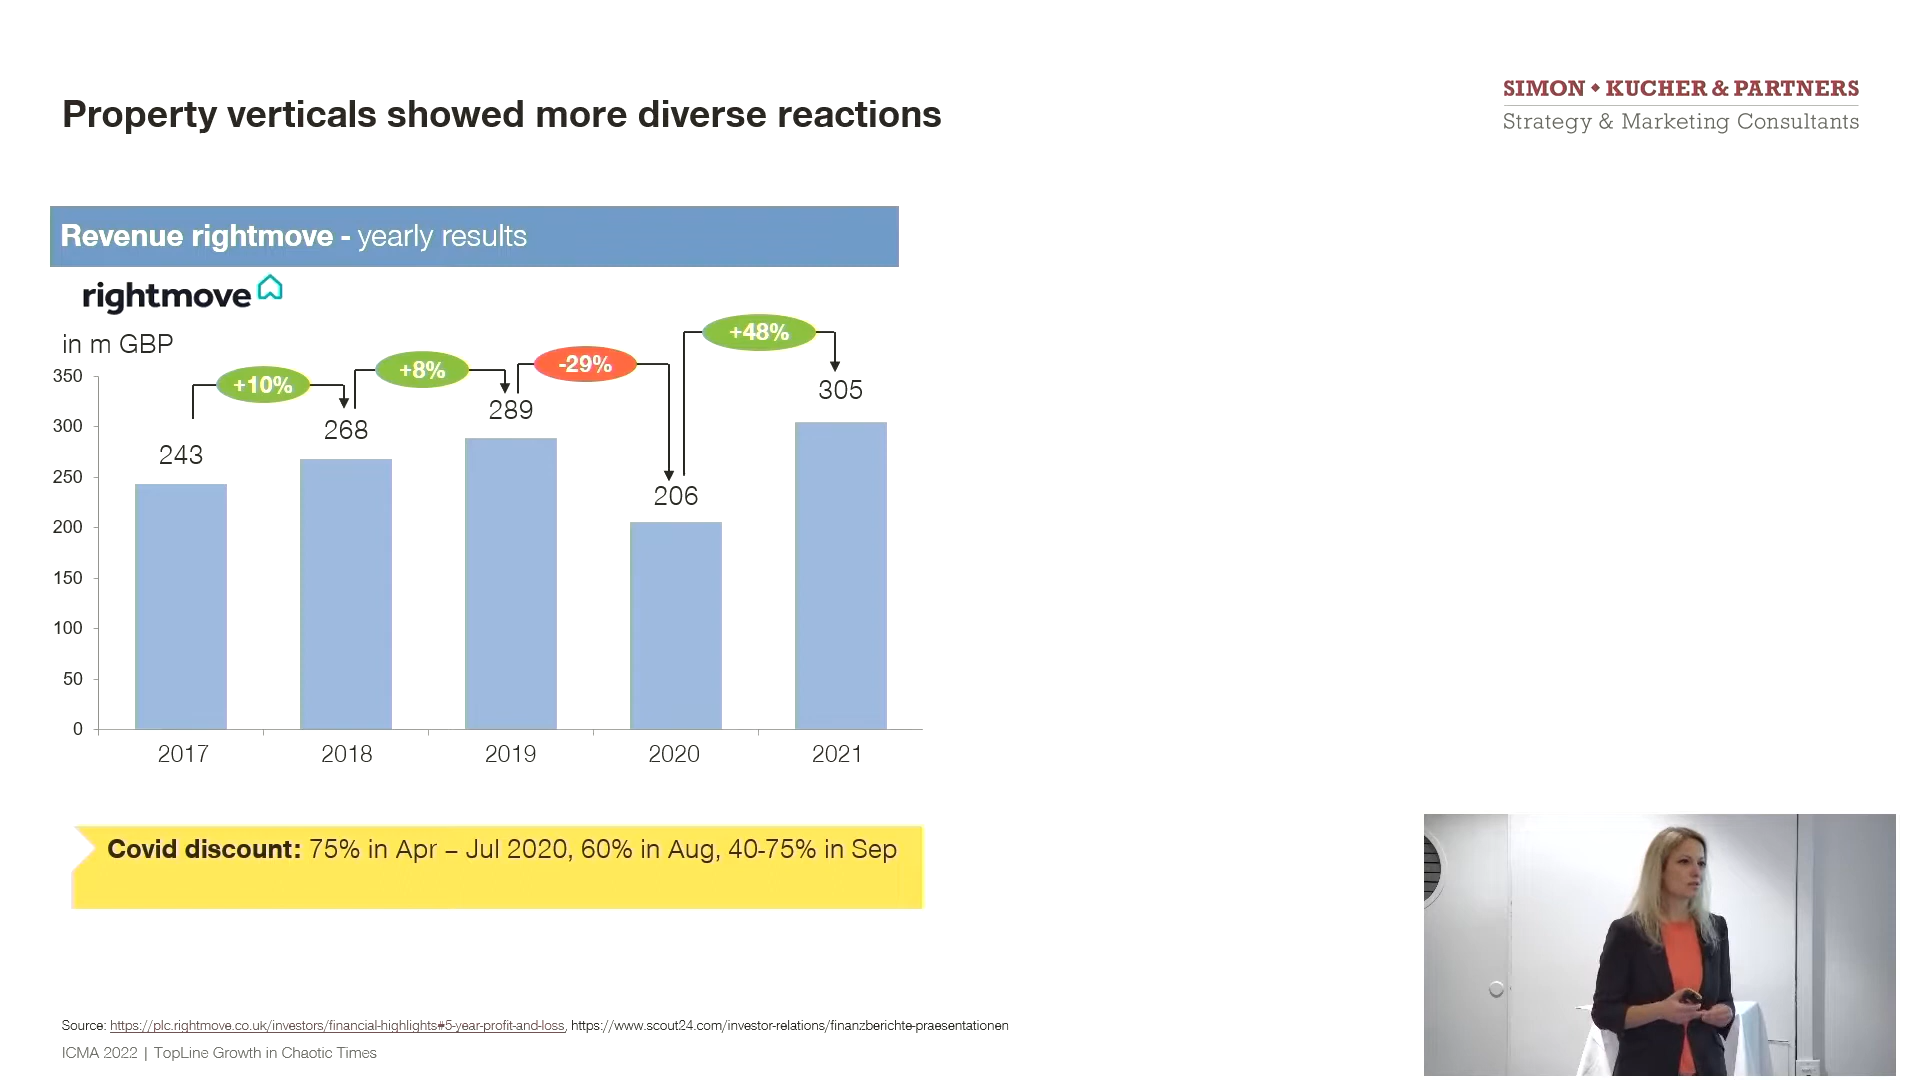 Property verticals showed more diverse reactions
SIMON • KUCHER & PARTNERS
Strategy & Marketing Consultants
Revenue rightmove - yearly results
rightmove
in m GBP
350
300
250
200
150
100
50
0
+10%
+8%
-29%
+48%
243
268
289
206
305
2017
2018
2019
2020
2021
Covid discount: 75% in Apr – Jul 2020, 60% in Aug, 40-75% in Sep
Source: https://plc.rightmove.co.uk/investors/financial-highlights#5-year-profit-and-loss, https://www.scout24.com/investor-relations/finanzberichte-praesentationen
ICMA 2022 | TopLine Growth in Chaotic Times